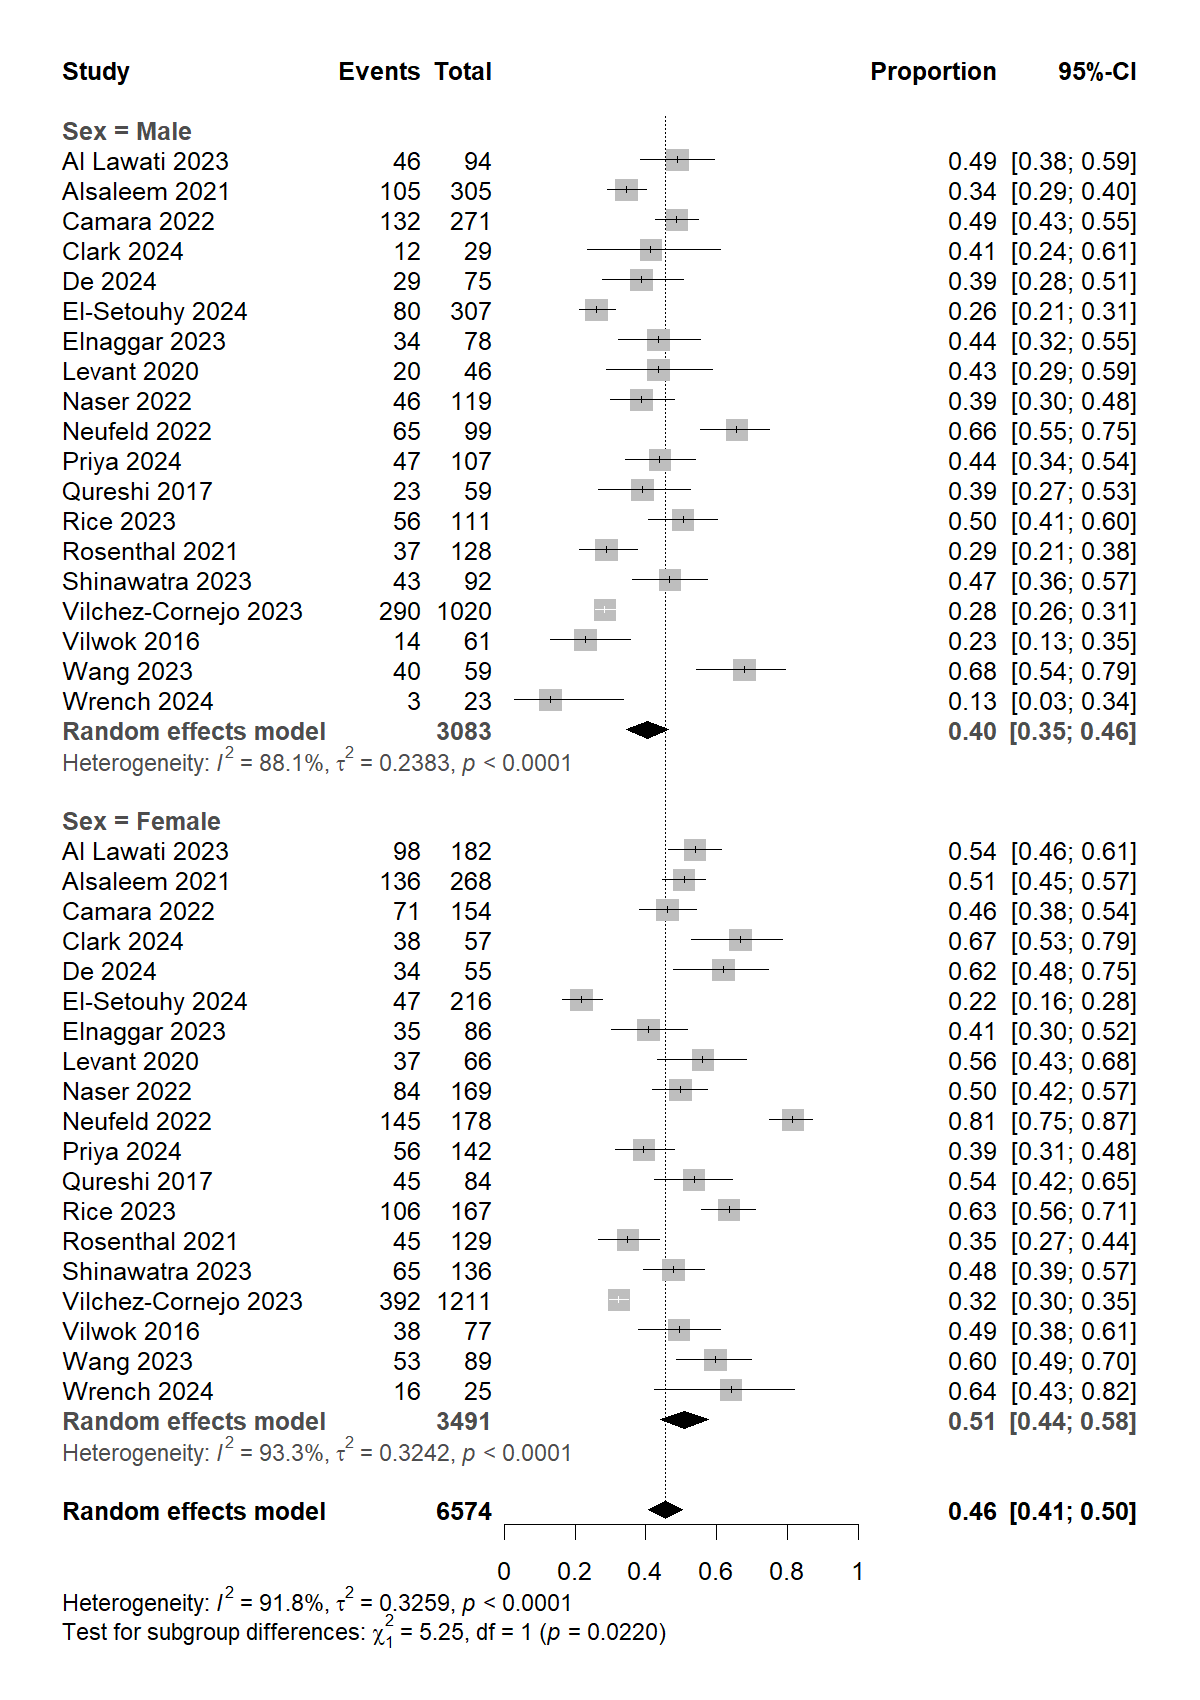 Study Events Total Proportion 95%-CI
Sex = Male
Al Lawati 2023 46 94 0.49 [0.38; 0.59]
Alsaleem 2021 105 305 0.34 [0.29; 0.40]
Camara 2022 132 271 0.49 [0.43; 0.55]
Clark 2024 12 29 0.41 [0.24; 0.61]
De 2024 29 75 0.39 [0.28; 0.51]
El-Setouhy 2024 80 307 0.26 [0.21; 0.31]
Elnaggar 2023 34 78 0.44 [0.32; 0.55]
Levant 2020 20 46 0.43 [0.29; 0.59]
Naser 2022 46 119 0.39 [0.30; 0.48]
Neufeld 2022 65 99 0.66 [0.55; 0.75]
Priya 2024 47 107 0.44 [0.34; 0.54]
Qureshi 2017 23 59 0.39 [0.27; 0.53]
Rice 2023 56 111 0.50 [0.41; 0.60]
Rosenthal 2021 37 128 0.29 [0.21; 0.38]
Shinawatra 2023 43 92 0.47 [0.36; 0.57]
Vilchez-Cornejo 2023 290 1020 0.28 [0.26; 0.31]
Vilwok 2016 14 61 0.23 [0.13; 0.35]
Wang 2023 40 59 0.68 [0.54; 0.79]
Wrench 2024 3 23 0.13 [0.03; 0.34]
Random effects model 3083 0.40 [0.35; 0.46]
Heterogeneity: I² = 88.1%, τ² = 0.2383, p < 0.0001
Sex = Female
Al Lawati 2023 98 182 0.54 [0.46; 0.61]
Alsaleem 2021 136 268 0.51 [0.45; 0.57]
Camara 2022 71 154 0.46 [0.38; 0.54]
Clark 2024 38 57 0.67 [0.53; 0.79]
De 2024 34 55 0.62 [0.48; 0.75]
El-Setouhy 2024 47 216 0.22 [0.16; 0.28]
Elnaggar 2023 35 86 0.41 [0.30; 0.52]
Levant 2020 37 66 0.56 [0.43; 0.68]
Naser 2022 84 169 0.50 [0.42; 0.57]
Neufeld 2022 145 178 0.81 [0.75; 0.87]
Priya 2024 56 142 0.39 [0.31; 0.48]
Qureshi 2017 45 84 0.54 [0.42; 0.65]
Rice 2023 106 167 0.63 [0.56; 0.71]
Rosenthal 2021 45 129 0.35 [0.27; 0.44]
Shinawatra 2023 65 136 0.48 [0.39; 0.57]
Vilchez-Cornejo 2023 392 1211 0.32 [0.30; 0.35]
Vilwok 2016 38 77 0.49 [0.38; 0.61]
Wang 2023 53 89 0.60 [0.49; 0.70]
Wrench 2024 16 25 0.64 [0.43; 0.82]
Random effects model 3491 0.51 [0.44; 0.58]
Heterogeneity: I² = 93.3%, τ² = 0.3242, p < 0.0001
Random effects model 6574 0.46 [0.41; 0.50]
0 0.2 0.4 0.6 0.8 1
Heterogeneity: I² = 91.8%, τ² = 0.3259, p < 0.0001
Test for subgroup differences: χ²₁ = 5.25, df = 1 (p = 0.0220)